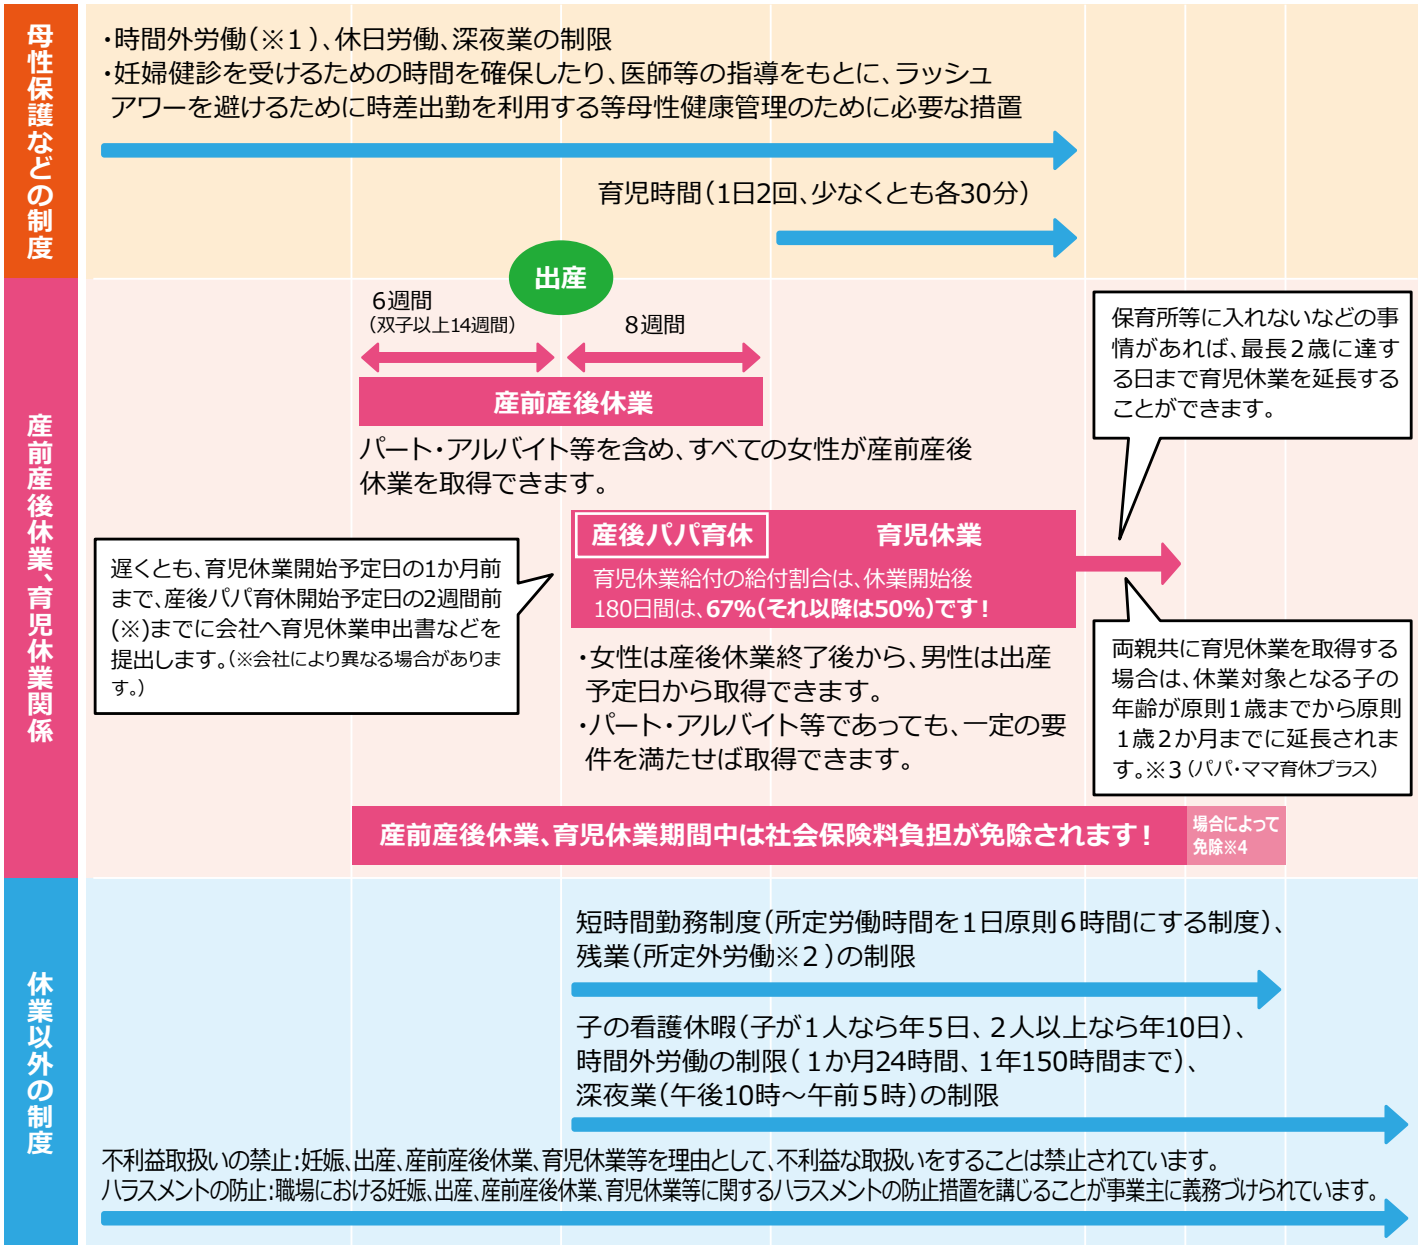 母性保護などの制度
・時間外労働(※１)、休日労働、深夜業の制限
・妊婦健診を受けるための時間を確保したり、医師等の指導をもとに、ラッシュ
アワーを避けるために時差出勤を利用する等母性健康管理のために必要な措置
育児時間(1日2回、少なくとも各30分)
産前産後休業、育児休業関係
出産
６週間
(双子以上14週間)
８週間
産前産後休業
パート・アルバイト等を含め、すべての女性が産前産後
休業を取得できます。
保育所等に入れないなどの事
情があれば、最長２歳に達す
る日まで育児休業を延長する
ことができます。
産後パパ育休
育児休業
育児休業給付の給付割合は、休業開始後
180日間は、67％(それ以降は50％)です！
遅くとも、育児休業開始予定日の1か月前
まで、産後パパ育休開始予定日の2週間前
(※)までに会社へ育児休業申出書などを
提出します。(※会社により異なる場合がありま
す。)
・女性は産後休業終了後から、男性は出産
予定日から取得できます。
・パート・アルバイト等であっても、一定の要
件を満たせば取得できます。
両親共に育児休業を取得する
場合は、休業対象となる子の
年齢が原則１歳までから原則
１歳２か月までに延長されま
す。※３(パパ・ママ育休プラス)
産前産後休業、育児休業期間中は社会保険料負担が免除されます！
場合によって
免除※4
休業以外の制度
短時間勤務制度(所定労働時間を１日原則６時間にする制度)、
残業(所定外労働※２)の制限
子の看護休暇(子が１人なら年５日、２人以上なら年10日)、
時間外労働の制限(１か月24時間、１年150時間まで)、
深夜業(午後10時～午前５時)の制限
不利益取扱いの禁止：妊娠、出産、産前産後休業、育児休業等を理由として、不利益な取扱いをすることは禁止されています。
ハラスメントの防止：職場における妊娠、出産、産前産後休業、育児休業等に関するハラスメントの防止措置を講じることが事業主に義務づけられています。